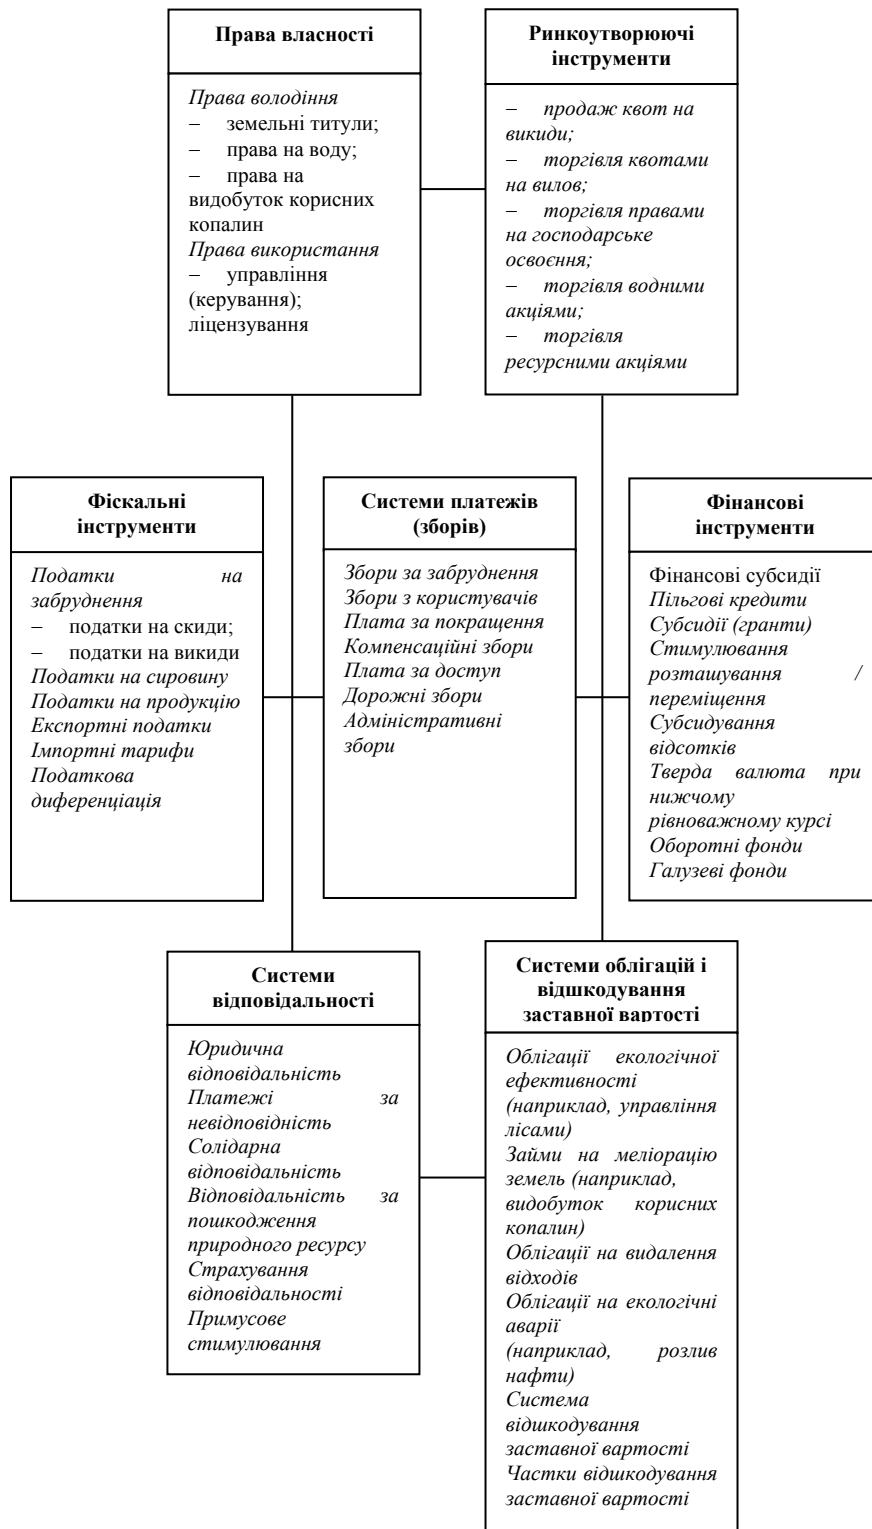 Права власності
Права володіння
– земельні титули;
– права на воду;
– права на
видобуток корисних
копалин
Права використання
– управління
(керування);
ліцензування
Ринкоутворюючі
інструменти
– продаж квот на
викиди;
– торгівля квотами
на вилов;
– торгівля правами
на господарське
освоєння;
– торгівля водними
акціями;
– торгівля
ресурсними акціями
Фіскальні
інструменти
Податки на
забруднення
– податки на скиди;
– податки на викиди
Податки на сировину
Податки на продукцію
Експортні податки
Імпортні тарифи
Податкова
диференціація
Системи платежів
(зборів)
Збори за забруднення
Збори з користувачів
Плата за покращення
Компенсаційні збори
Плата за доступ
Дорожні збори
Адміністративні
збори
Фінансові
інструменти
Фінансові субсидії
Пільгові кредити
Субсидії (гранти)
Стимулювання
розташування /
переміщення
Субсидування
відсотків
Тверда валюта при
нижчому
рівноважному курсі
Оборотні фонди
Галузеві фонди
Системи
відповідальності
Юридична
відповідальність
Платежі за
невідповідність
Солідарна
відповідальність
Відповідальність за
пошкодження
природного ресурсу
Страхування
відповідальності
Примусове
стимулювання
Системи облігацій і
відшкодування
заставної вартості
Облігації екологічної
ефективності
(наприклад, управління
лісами)
Займи на меліорацію
земель (наприклад,
видобуток корисних
копалин)
Облігації на видалення
відходів
Облігації на екологічні
аварії
(наприклад, розлив
нафти)
Система
відшкодування
заставної вартості
Частки відшкодування
заставної вартості